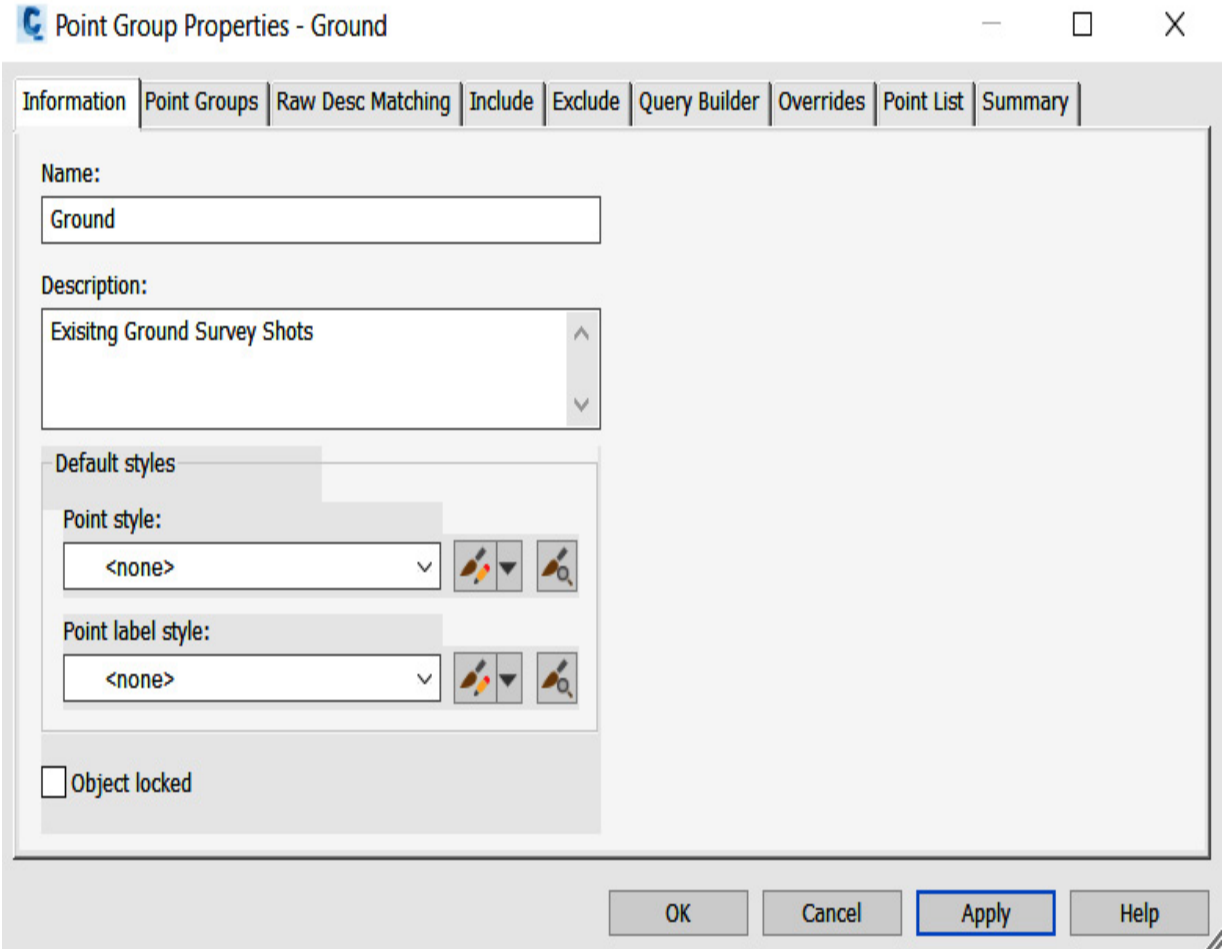 Point Group Properties - Ground
Information Point Groups Raw Desc Matching Include Exclude Query Builder Overrides Point List Summary
Name:
Ground
Description:
Exisitng Ground Survey Shots
Default styles
Point style:
<none>
Point label style:
<none>
Object locked
OK Cancel Apply Help